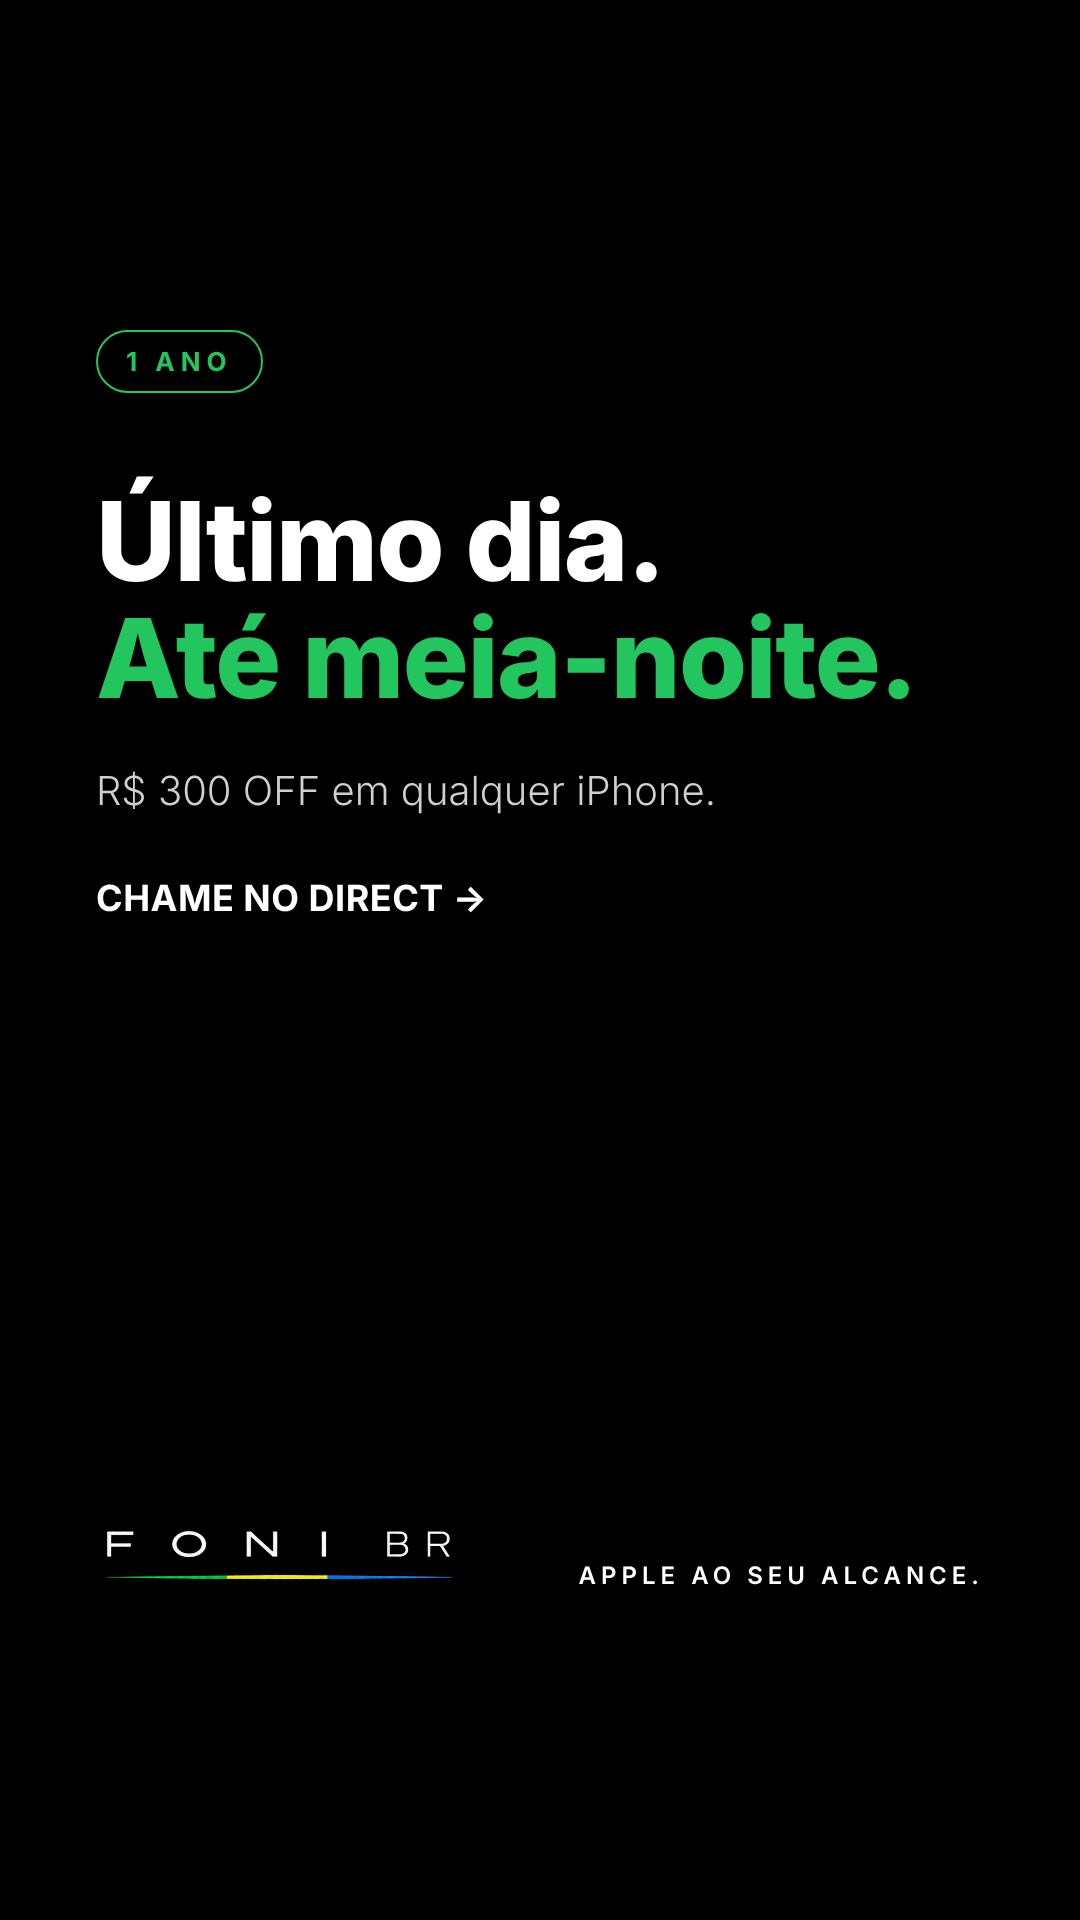 1 ANO
Último dia.
Até meia-noite.
R$ 300 OFF em qualquer iPhone.
CHAME NO DIRECT →
FONI BR
APPLE AO SEU ALCANCE.